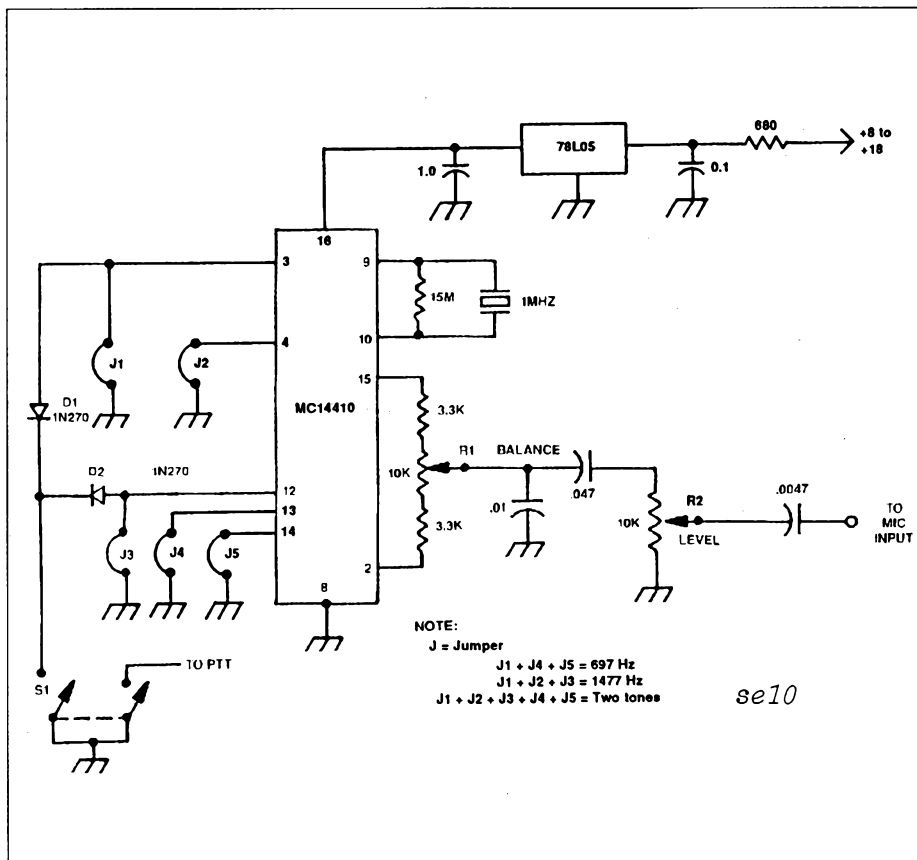 680
+8 to
+18
78L05
1.0
0.1
16
3
9
15M
1MHZ
4
10
J1
J2
15
MC14410
D1
1N270
3.3K
R1
BALANCE
10K
.047
D2
1N270
12
13
14
.01
3.3K
10K
R2
LEVEL
.0047
TO
MIC
INPUT
J3
J4
J5
2
8
NOTE:
J = Jumper
J1 + J4 + J5 = 697 Hz
J1 + J2 + J3 = 1477 Hz
J1 + J2 + J3 + J4 + J5 = Two tones
TO PTT
S1
se10